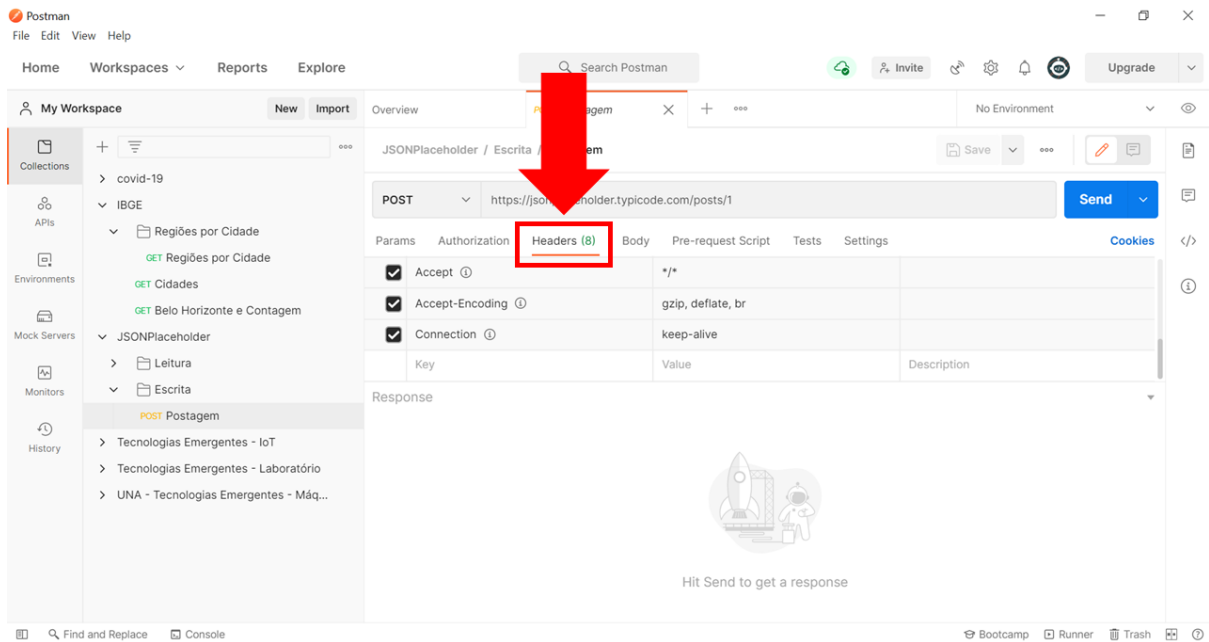 Postman
File Edit View Help
Home Workspaces Reports Explore Search Postman Invite Upgrade
My Workspace New Import Overview No Environment
Collections
APIs
Environments
Mock Servers
Monitors
History
covid-19
IBGE
Regiões por Cidade
GET Regiões por Cidade
GET Cidades
GET Belo Horizonte e Contagem
JSONPlaceholder
Leitura
Escrita
POST Postagem
Tecnologias Emergentes - IoT
Tecnologias Emergentes - Laboratório
UNA - Tecnologias Emergentes - Máq...
JSONPlaceholder / Escrita / Save
POST
Send
Params Authorization Headers (8) Body Pre-request Script Tests Settings Cookies
Accept */*
Accept-Encoding gzip, deflate, br
Connection keep-alive
Key Value Description
Response
Hit Send to get a response
Find and Replace Console Bootcamp Runner Trash